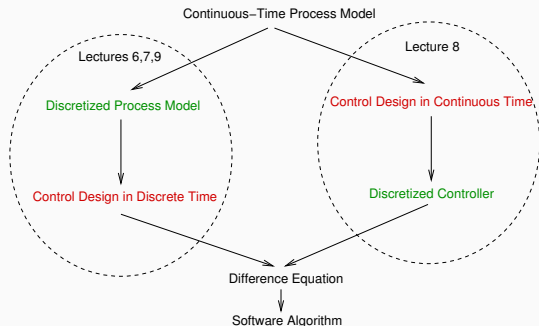 Continuous−Time Process Model
Lectures 6,7,9
Lecture 8
Discretized Process Model
Control Design in Continuous Time
Control Design in Discrete Time
Discretized Controller
Difference Equation
Software Algorithm